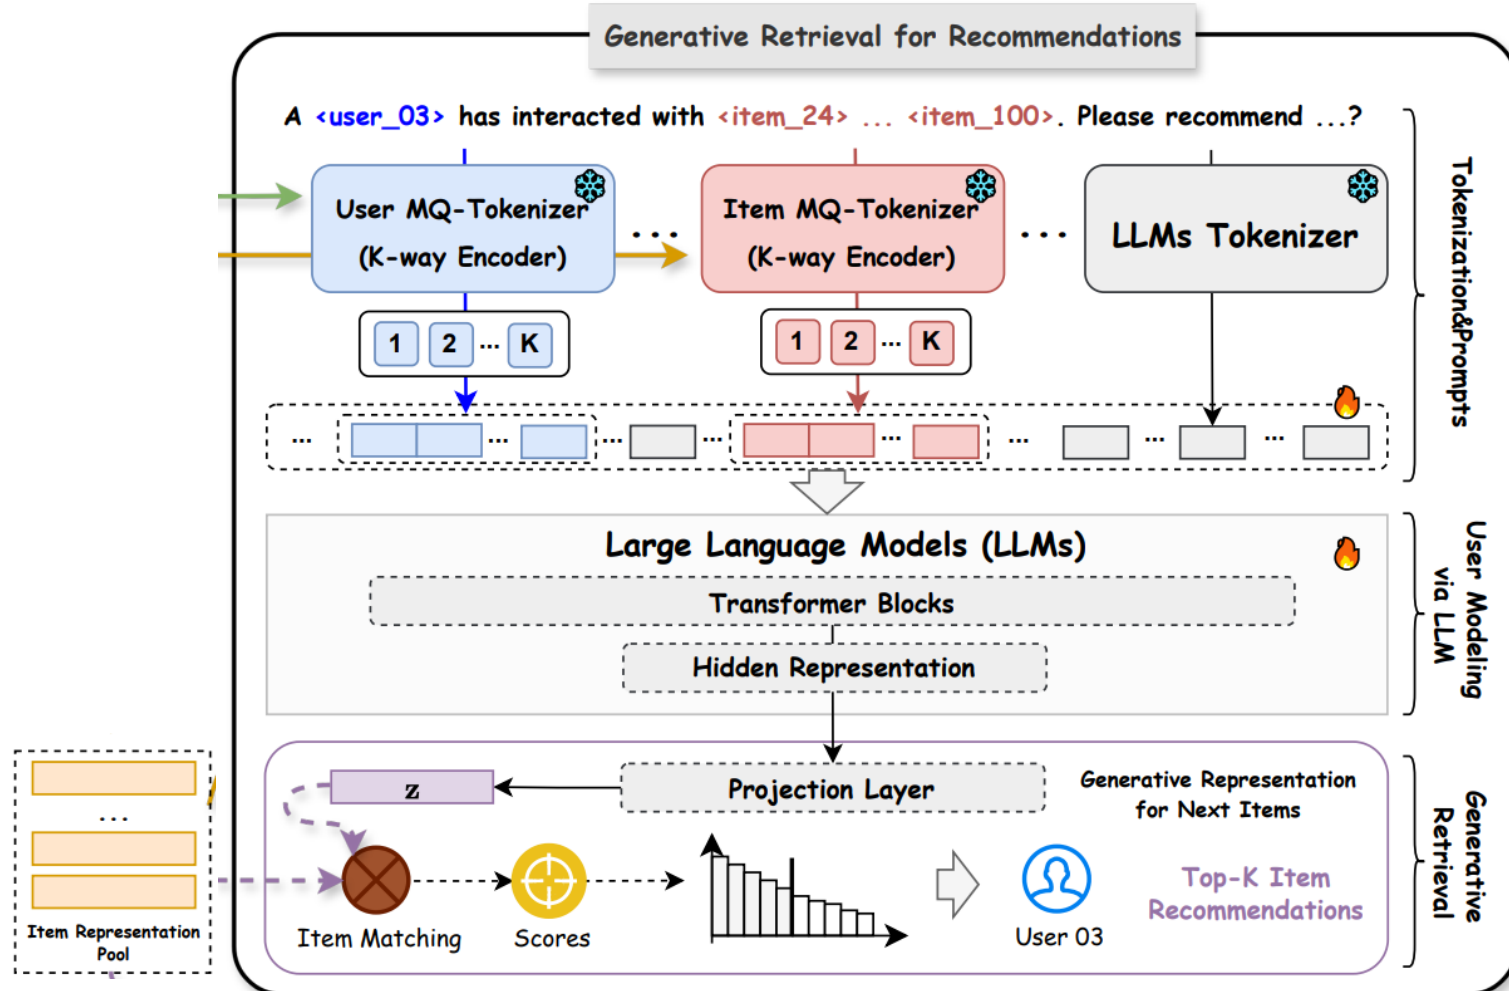 Generative Retrieval for Recommendations
A <user_03> has interacted with <item_24> ... <item_100>. Please recommend ...?
User MQ-Tokenizer
(K-way Encoder)
...
Item MQ-Tokenizer
(K-way Encoder)
...
LLMs Tokenizer
1 2 ... K
1 2 ... K
... ... ... ... ... ... ... ...
Tokenization&Prompts
Large Language Models (LLMs)
Transformer Blocks
Hidden Representation
User Modeling
via LLM
z
Projection Layer
Generative Representation
for Next Items
...
Item Representation
Pool
Item Matching
Scores
User 03
Top-K Item
Recommendations
Generative
Retrieval